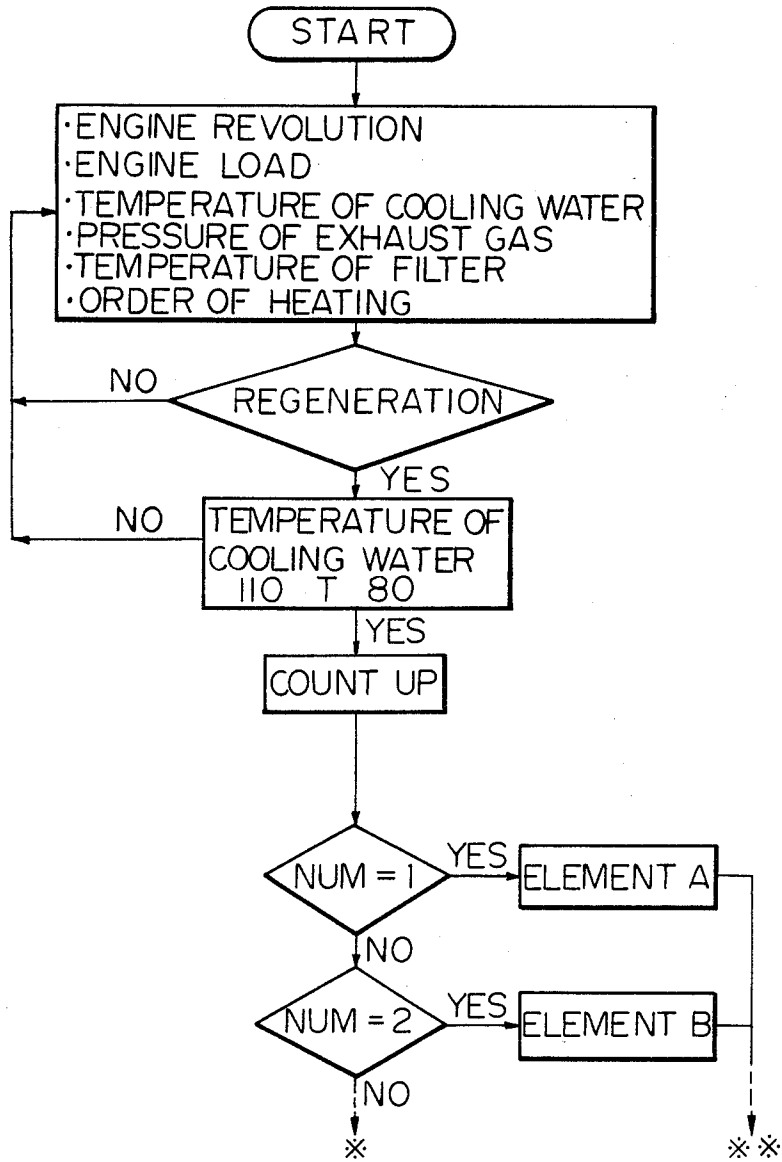 START
·ENGINE REVOLUTION
·ENGINE LOAD
·TEMPERATURE OF COOLING WATER
·PRESSURE OF EXHAUST GAS
·TEMPERATURE OF FILTER
·ORDER OF HEATING
NO
REGENERATION
YES
NO
TEMPERATURE OF
COOLING WATER
110 T 80
YES
COUNT UP
NUM = 1
YES
ELEMENT A
NO
NUM = 2
YES
ELEMENT B
NO
※
※※